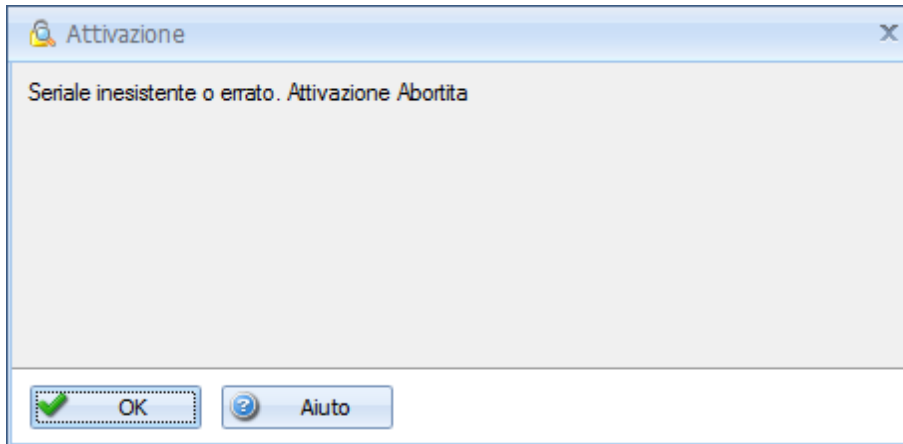 Attivazione
Seriale inesistente o errato. Attivazione Abortita
OK
Aiuto